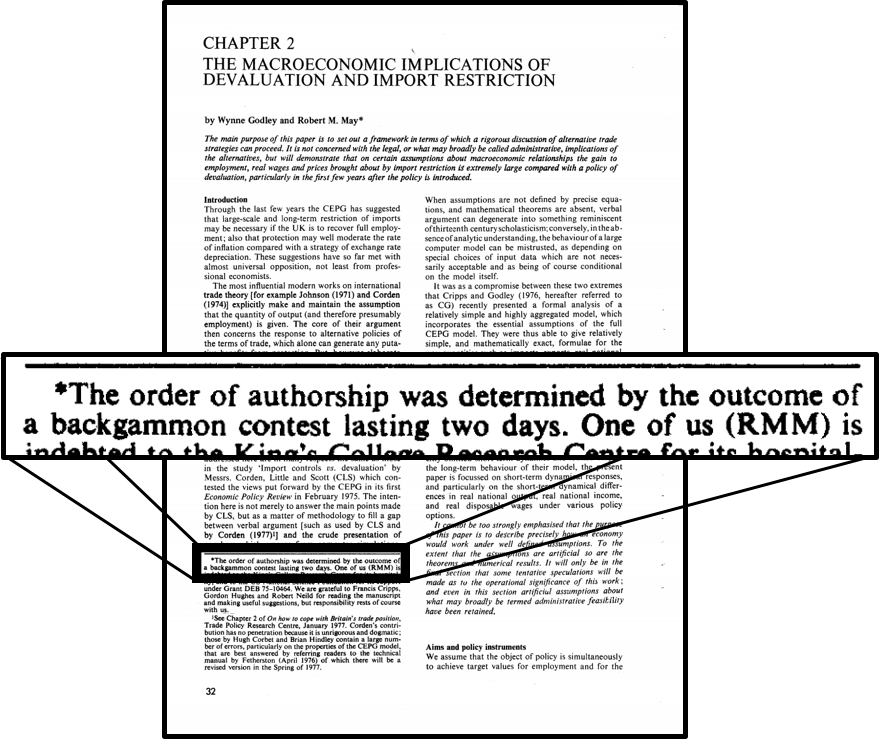 CHAPTER 2
THE MACROECONOMIC IMPLICATIONS OF
DEVALUATION AND IMPORT RESTRICTION
by Wynne Godley and Robert M. May*
The main purpose of this paper is to set out a framework in terms of which a rigorous discussion of alternative trade
strategies can proceed. It is not concerned with the legal, or what may broadly be called administrative, implications of
the alternatives, but will demonstrate that on certain assumptions about macroeconomic relationships the gain to
employment, real wages and prices brought about by import restriction is extremely large compared with a policy of
devaluation, particularly in the first few years after the policy is introduced.
Introduction
Through the last few years the CEPG has suggested
that large-scale and long-term restriction of imports
may be necessary if the UK is to recover full employ-
ment; also that protection may well moderate the rate
of inflation compared with a strategy of exchange rate
depreciation. These suggestions have so far met with
almost universal opposition, not least from profes-
sional economists.
The most influential modern works on international
trade theory [for example Johnson (1971) and Corden
(1974)] explicitly make and maintain the assumption
that the quantity of output (and therefore presumably
employment) is given. The core of their argument
then concerns the response to alternative policies of
the terms of trade, which alone can generate any puta-
When assumptions are not defined by precise equa-
tions, and mathematical theorems are absent, verbal
argument can degenerate into something reminiscent
of thirteenth century scholasticism; conversely, in the ab-
sence of analytic understanding, the behaviour of a large
computer model can be mistrusted, as depending on
special choices of input data which are not neces-
sarily acceptable and as being of course conditional
on the model itself.
It was as a compromise between these two extremes
that Cripps and Godley (1976, hereafter referred to
as CG) recently presented a formal analysis of a
relatively simple and highly aggregated model, which
incorporates the essential assumptions of the full
CEPG model. They were thus able to give relatively
simple, and mathematically exact, formulae for the
*The order of authorship was determined by the outcome of
a backgammon contest lasting two days. One of us (RMM) is
indebted to the King's College Research Centre for its hospital-
in the study 'Import controls vs. devaluation' by
Messrs. Corden, Little and Scott (CLS) which con-
tested the views put forward by the CEPG in its first
Economic Policy Review in February 1975. The inten-
tion here is not merely to answer the main points made
by CLS, but as a matter of methodology to fill a gap
between verbal argument [such as used by CLS and
by Corden (1977)¹] and the crude presentation of
*The order of authorship was determined by the outcome of
a backgammon contest lasting two days. One of us (RMM) is
under Grant DEB 75-10464. We are grateful to Francis Cripps,
Gordon Hughes and Robert Neild for reading the manuscript
and making useful suggestions, but responsibility rests of course
with us.
¹See Chapter 2 of On how to cope with Britain's trade position,
Trade Policy Research Centre, January 1977. Corden's contri-
bution has no penetration because it is unrigorous and dogmatic;
those by Hugh Corbet and Brian Hindley contain a large num-
ber of errors, particularly on the properties of the CEPG model,
that are best answered by referring readers to the technical
manual by Fetherston (April 1976) of which there will be a
revised version in the Spring of 1977.
32
the long-term behaviour of their model, the present
paper is focussed on short-term dynamical responses,
and particularly on the short-term dynamical differ-
ences in real national output, real national income,
and real disposable wages under various policy
options.
It cannot be too strongly emphasised that the purpose
of this paper is to describe precisely how an economy
would work under well defined assumptions. To the
extent that the assumptions are artificial so are the
theorems and numerical results. It will only be in the
final section that some tentative speculations will be
made as to the operational significance of this work;
and even in this section artificial assumptions about
what may broadly be termed administrative feasibility
have been retained.
Aims and policy instruments
We assume that the object of policy is simultaneously
to achieve target values for employment and for the